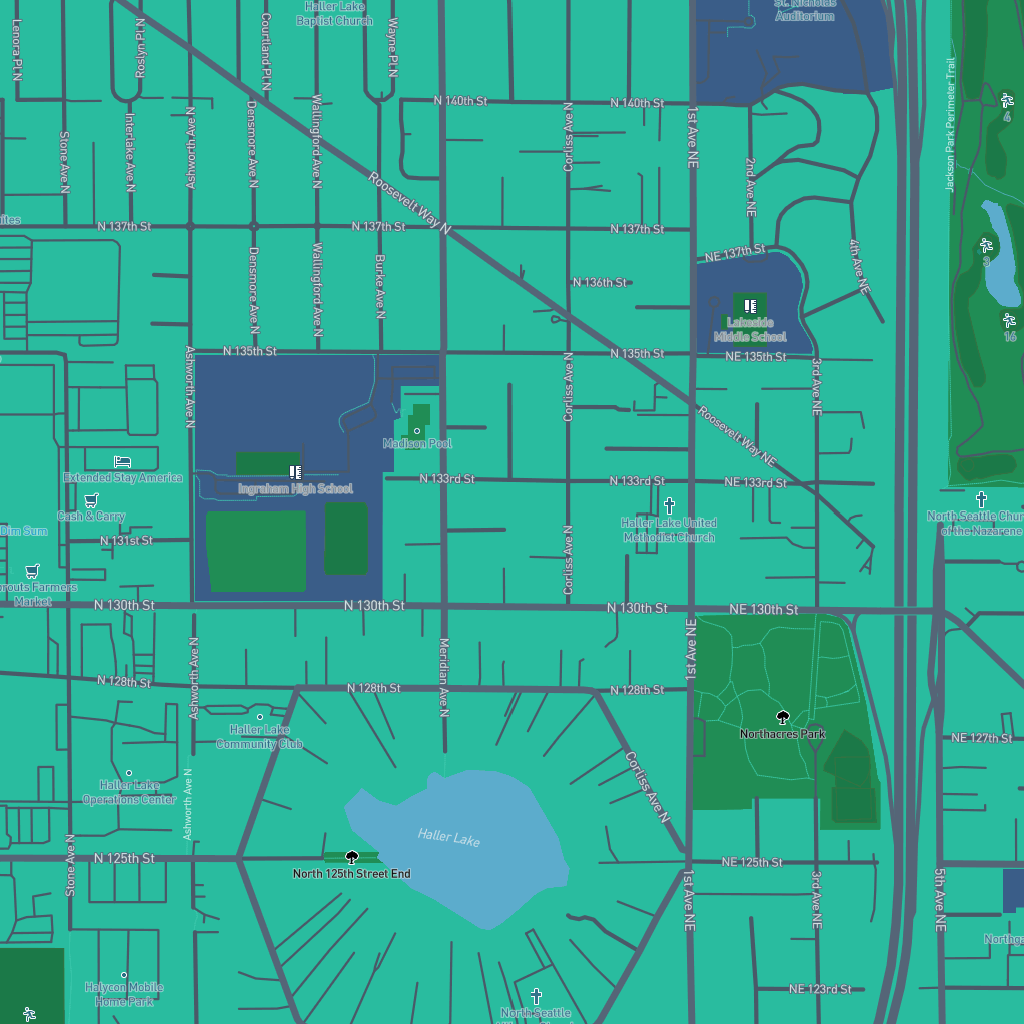 St. Nicholas
Auditorium
Haller Lake
Baptist Church
Lenora Pl N
Roslyn Pl N
Courtland Pl N
Wayne Pl N
N 140th St
N 140th St
Jackson Park Perimeter Trail
6
Stone Ave N
Interlake Ave N
Ashworth Ave N
Densmore Ave N
Wallingford Ave N
Corliss Ave N
1st Ave NE
2nd Ave NE
Roosevelt Way N
N 137th St
N 137th St
N 137th St
NE 137th St
4th Ave NE
3
Densmore Ave N
Wallingford Ave N
Burke Ave N
N 136th St
Lakeside
Middle School
16
N 135th St
N 135th St
NE 135th St
Ashworth Ave N
Corliss Ave N
3rd Ave NE
Roosevelt Way NE
Madison Pool
Extended Stay America
Ingraham High School
N 133rd St
N 133rd St
NE 133rd St
Cash & Carry
Dim Sum
Haller Lake United
Methodist Church
North Seattle Chur
of the Nazarene
N 131st St
Corliss Ave N
routs Farmers
Market
N 130th St
N 130th St
N 130th St
NE 130th St
Ashworth Ave N
Meridian Ave N
1st Ave NE
N 128th St
N 128th St
N 128th St
Haller Lake
Community Club
Northacres Park
NE 127th St
Haller Lake
Operations Center
Ashworth Ave N
Corliss Ave N
Haller Lake
N 125th St
Stone Ave N
North 125th Street End
NE 125th St
1st Ave NE
3rd Ave NE
5th Ave NE
Northga
Halycon Mobile
Home Park
NE 123rd St
North Seattle